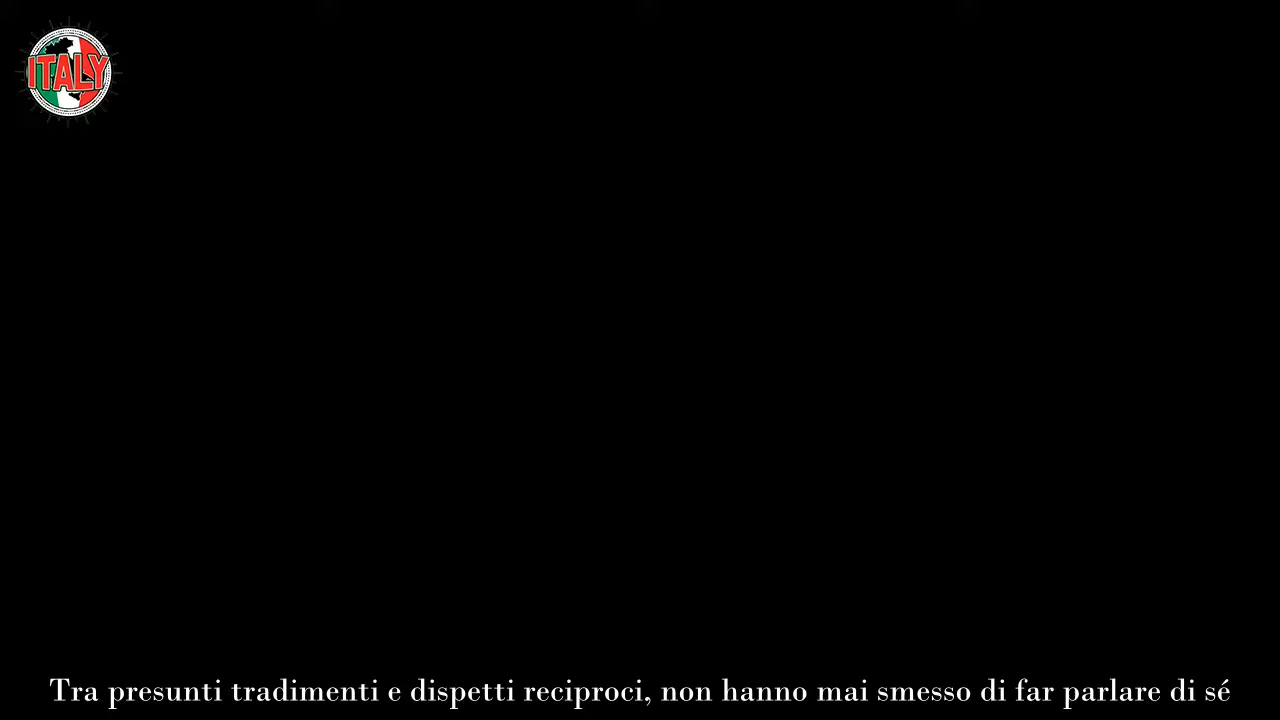 ITALY
Tra presunti tradimenti e dispetti reciproci, non hanno mai smesso di far parlare di sé